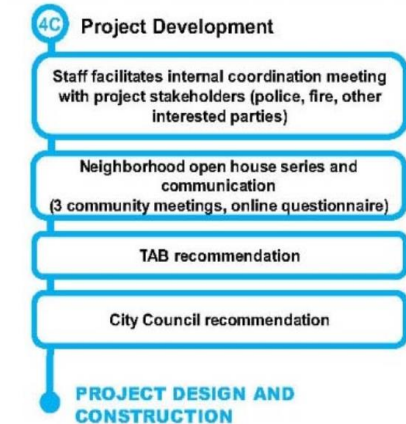 4C Project Development
Staff facilitates internal coordination meeting
with project stakeholders (police, fire, other
interested parties)
Neighborhood open house series and
communication
(3 community meetings, online questionnaire)
TAB recommendation
City Council recommendation
PROJECT DESIGN AND
CONSTRUCTION